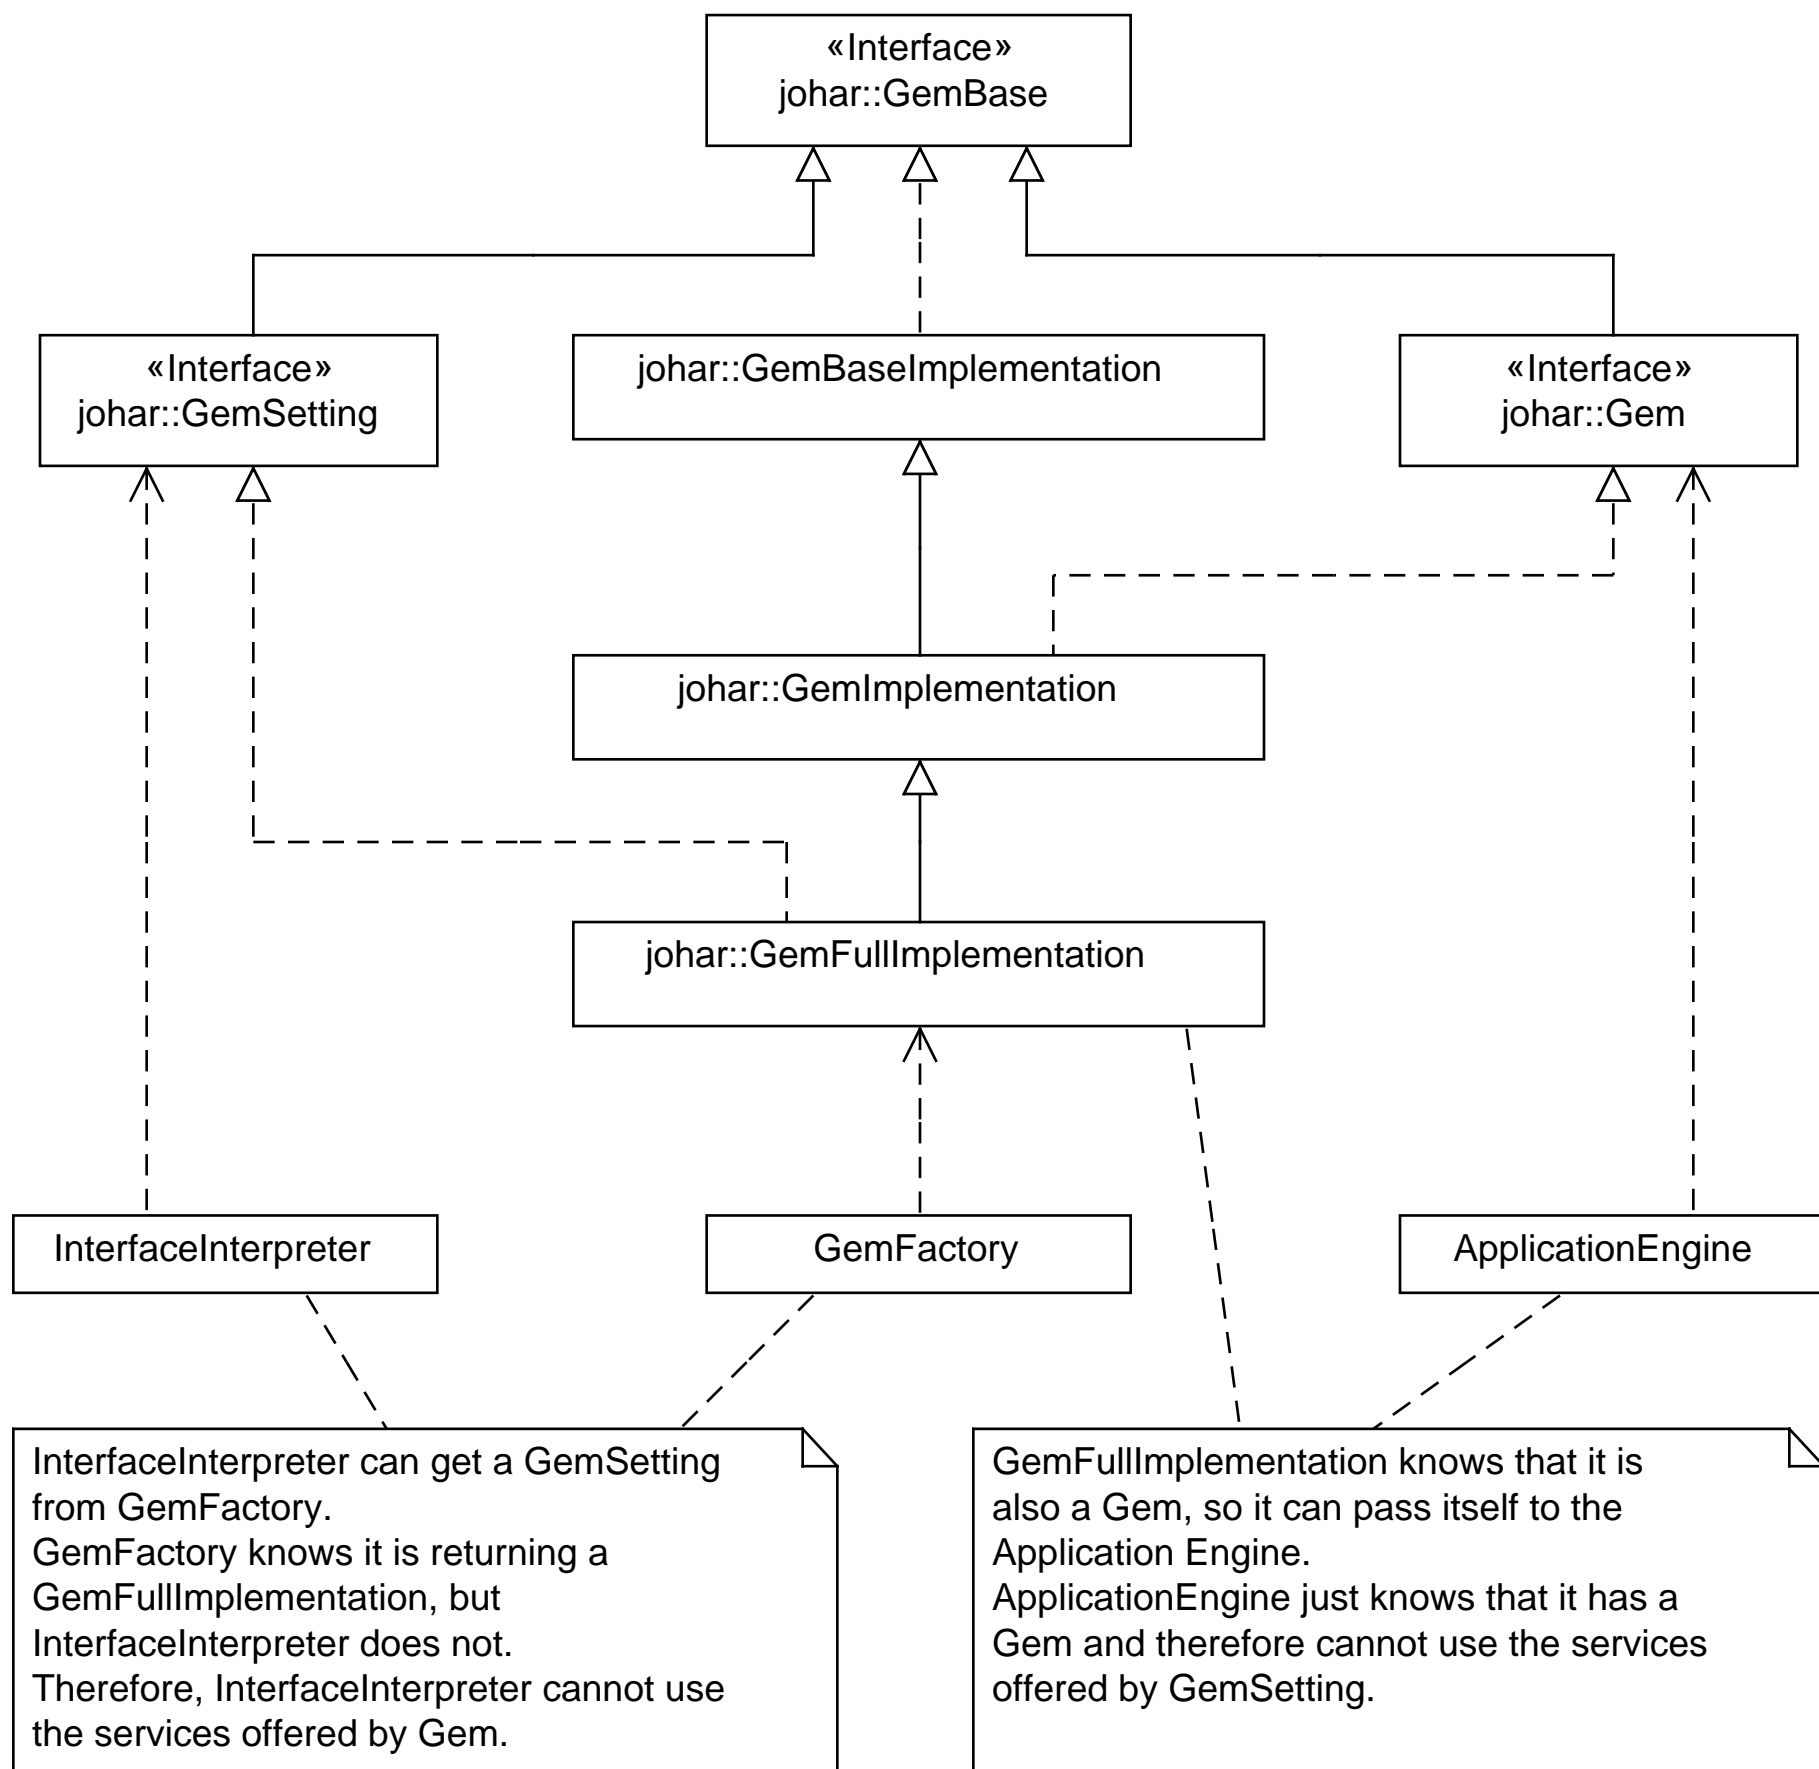 «Interface»
johar::GemBase
«Interface»
johar::GemSetting
johar::GemBaseImplementation
«Interface»
johar::Gem
johar::GemImplementation
johar::GemFullImplementation
InterfaceInterpreter
GemFactory
ApplicationEngine
InterfaceInterpreter can get a GemSetting
from GemFactory.
GemFactory knows it is returning a
GemFullImplementation, but
InterfaceInterpreter does not.
Therefore, InterfaceInterpreter cannot use
the services offered by Gem.
GemFullImplementation knows that it is
also a Gem, so it can pass itself to the
Application Engine.
ApplicationEngine just knows that it has a
Gem and therefore cannot use the services
offered by GemSetting.